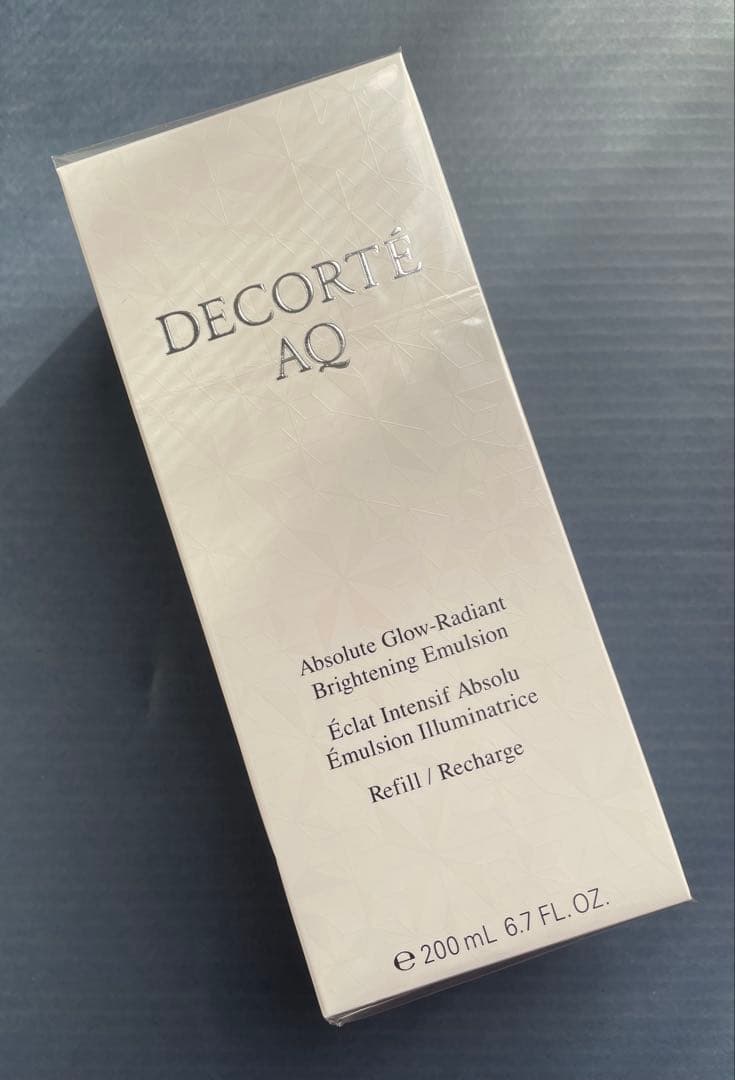 DECORTÉ
AQ
Absolute Glow-Radiant
Brightening Emulsion
Éclat Intensif Absolu
Émulsion Illuminatrice
Refill / Recharge
℮ 200 mL 6.7 FL. OZ.